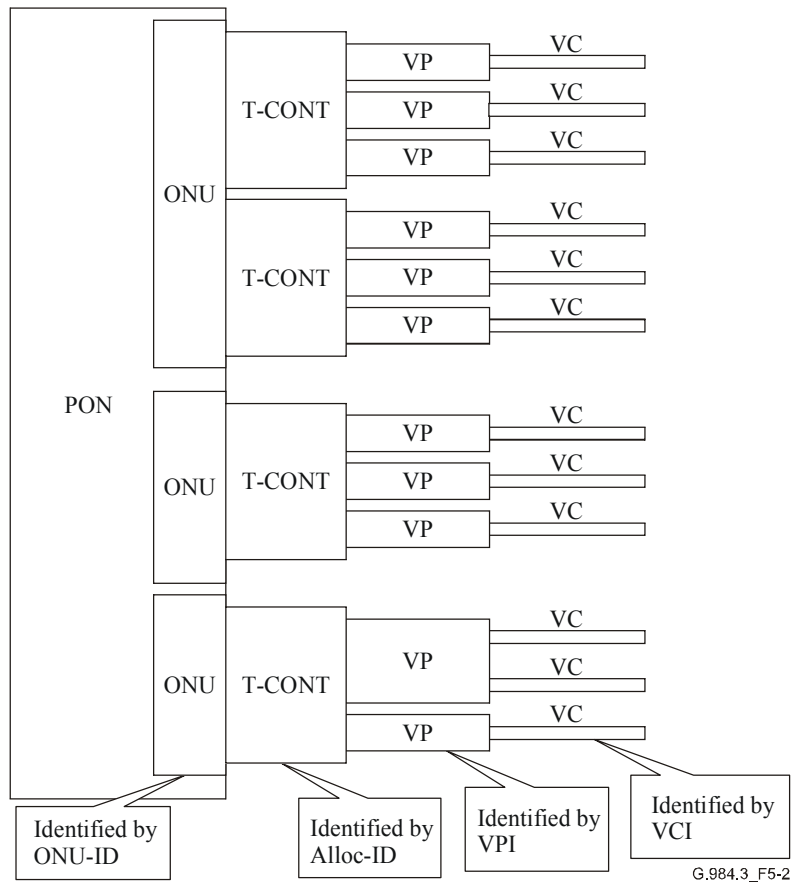 VC
VP
VC
T-CONT
VP
VC
VP
ONU
VC
VP
VC
T-CONT
VP
VC
VP
PON
VC
VP
VC
ONU
T-CONT
VP
VC
VP
VC
VP
VC
ONU
T-CONT
VC
VP
Identified by
ONU-ID
Identified by
Alloc-ID
Identified by
VPI
Identified by
VCI
G.984.3_F5-2